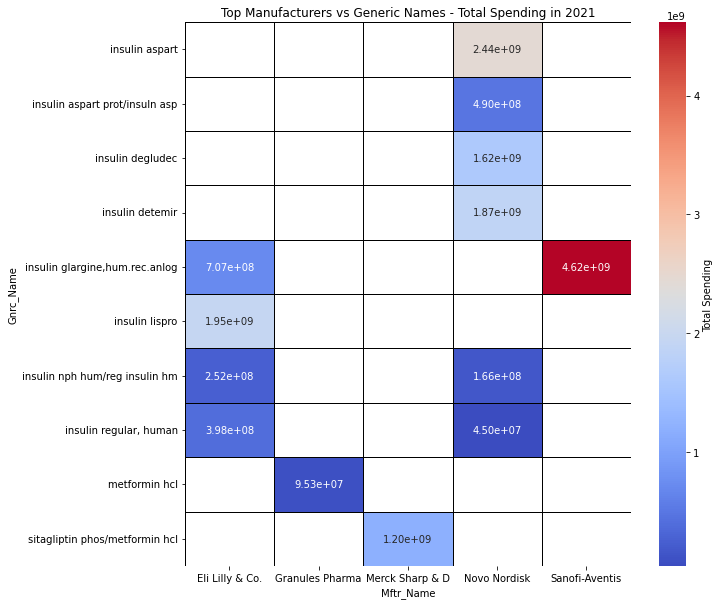 Top Manufacturers vs Generic Names - Total Spending in 2021
1e9
insulin aspart
2.44e+09
insulin aspart prot/insuln asp
4.90e+08
insulin degludec
1.62e+09
insulin detemir
1.87e+09
insulin glargine,hum.rec.anlog
7.07e+08
4.62e+09
insulin lispro
1.95e+09
insulin nph hum/reg insulin hm
2.52e+08
1.66e+08
insulin regular, human
3.98e+08
4.50e+07
metformin hcl
9.53e+07
sitagliptin phos/metformin hcl
1.20e+09
Gnrc_Name
Eli Lilly & Co.
Granules Pharma
Merck Sharp & D
Novo Nordisk
Sanofi-Aventis
Mftr_Name
4
3
2
1
Total Spending